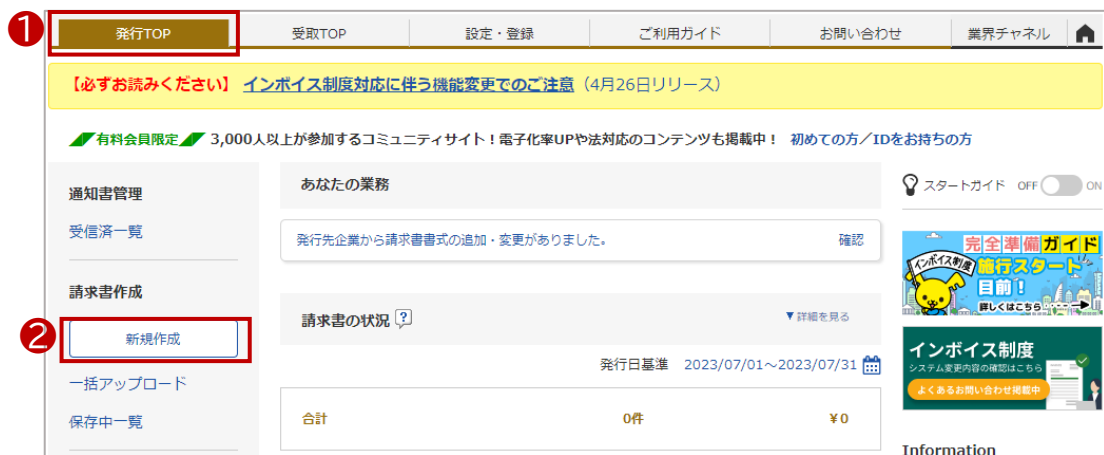 1
発行TOP 受取TOP 設定・登録 ご利用ガイド お問い合わせ 業界チャネル
【必ずお読みください】 インボイス制度対応に伴う機能変更でのご注意（4月26日リリース）
有料会員限定 3,000人以上が参加するコミュニティサイト！電子化率UPや法対応のコンテンツも掲載中！ 初めての方／IDをお持ちの方
通知書管理
受信済一覧
請求書作成
2
新規作成
一括アップロード
保存中一覧
あなたの業務
発行先企業から請求書書式の追加・変更がありました。 確認
請求書の状況 ? ▼詳細を見る
発行日基準 2023/07/01～2023/07/31
合計 0件 ¥0
スタートガイド OFF ON
完全準備ガイド
インボイス制度
施行スタート
目前！
詳しくはこちら
インボイス制度
システム変更内容の確認はこちら
よくあるお問い合わせ掲載中
Information